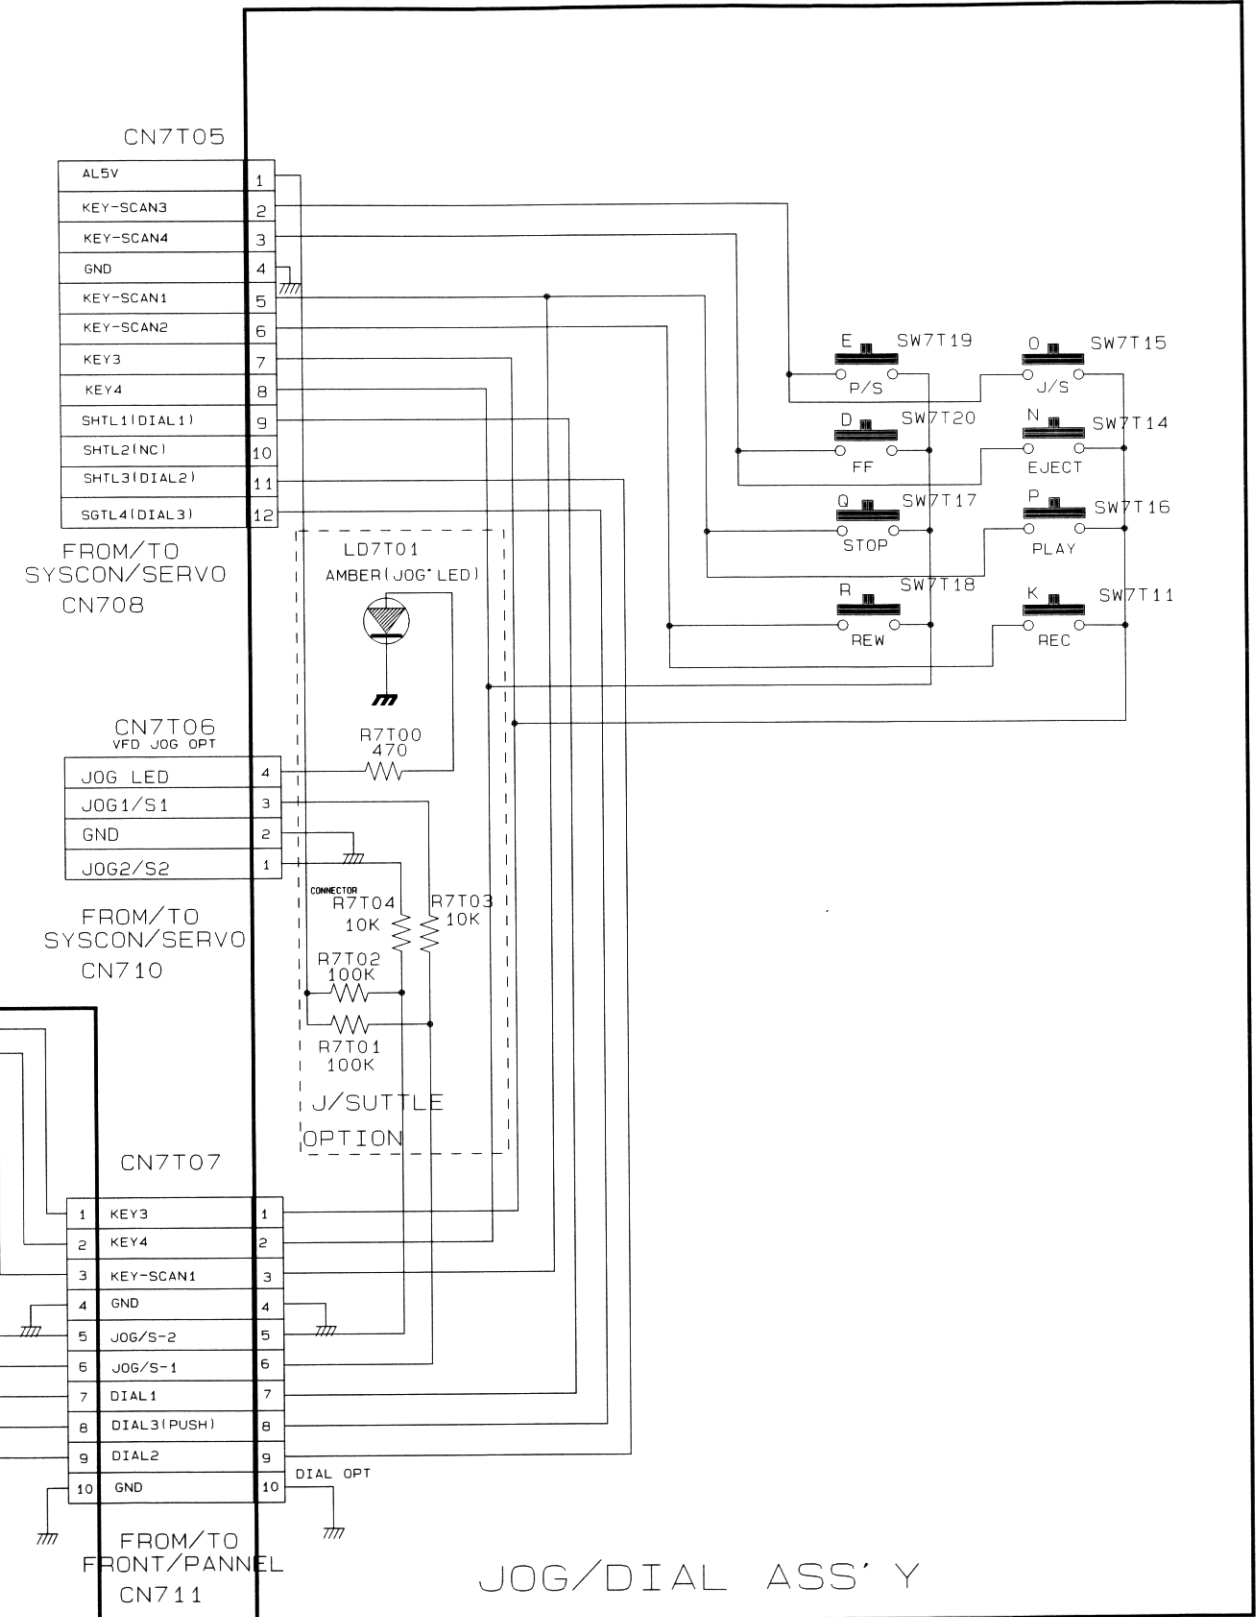 CN7T05
AL5V 1
KEY-SCAN3 2
KEY-SCAN4 3
GND 4
KEY-SCAN1 5
KEY-SCAN2 6
KEY3 7
KEY4 8
SHTL1(DIAL1) 9
SHTL2(NC) 10
SHTL3(DIAL2) 11
SGTL4(DIAL3) 12
FROM/TO
SYSCON/SERVO
CN708
E SW7T19
P/S
O SW7T15
J/S
D SW7T20
FF
N SW7T14
EJECT
Q SW7T17
STOP
P SW7T16
PLAY
R SW7T18
REW
K SW7T11
REC
LD7T01
AMBER(JOG LED)
R7T00
470
CN7T06
VFD JOG OPT
JOG LED 4
JOG1/S1 3
GND 2
JOG2/S2 1
FROM/TO
SYSCON/SERVO
CN710
CONNECTOR
R7T04
10K
R7T03
10K
R7T02
100K
R7T01
100K
J/SUTTLE
OPTION
CN7T07
1 KEY3 1
2 KEY4 2
3 KEY-SCAN1 3
4 GND 4
5 JOG/S-2 5
6 JOG/S-1 6
7 DIAL1 7
8 DIAL3(PUSH) 8
9 DIAL2 9
10 GND 10
DIAL OPT
FROM/TO
FRONT/PANNEL
CN711
JOG/DIAL ASS'Y